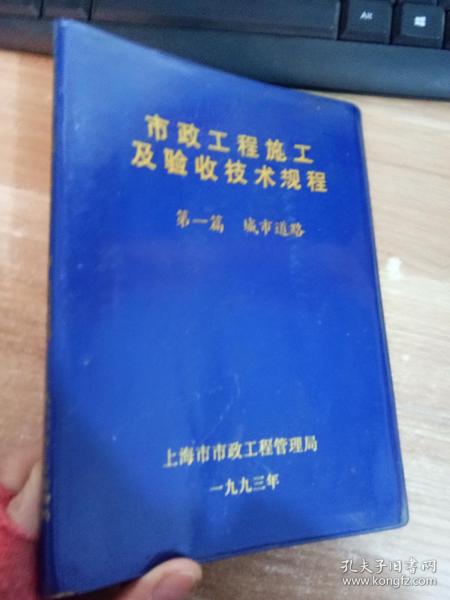 Alt
市政工程施工
及验收技术规程
第一篇 城市道路
上海市市政工程管理局
一九九三年
孔夫子旧书网
www.kongfz.com